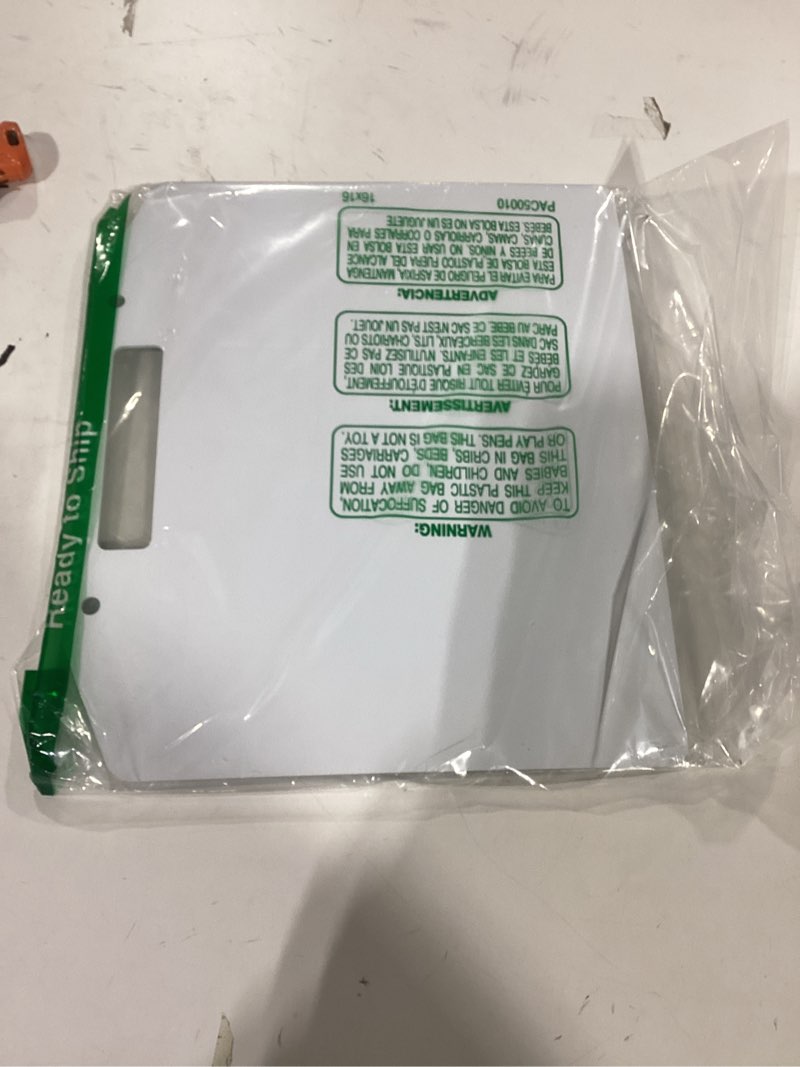 WARNING:
TO AVOID DANGER OF SUFFOCATION,
KEEP THIS PLASTIC BAG AWAY FROM
BABIES AND CHILDREN, DO NOT USE
THIS BAG IN CRIBS, BEDS, CARRIAGES
OR PLAY PENS. THIS BAG IS NOT A TOY.
AVERTISSEMENT:
POUR ÉVITER TOUT RISQUE D'ÉTOUFFEMENT,
GARDEZ CE SAC EN PLASTIQUE LOIN DES
BÉBÉS ET LES ENFANTS. N'UTILISEZ PAS CE
SAC DANS LES BERCEAUX, LITS, CHARIOTS OU
PARC AU BEBE. CE SAC N'EST PAS UN JOUET.
ADVERTENCIA:
PARA EVITAR EL PELIGRO DE ASFIXIA, MANTENGA
ESTA BOLSA DE PLASTICO FUERA DEL ALCANCE
DE BEBES Y NINOS. NO USAR ESTA BOLSA EN
CUNAS, CAMAS, CARRIOLAS O CORRALES PARA
BEBES. ESTA BOLSA NO ES UN JUGUETE
PAC50010
16x16
Ready to Ship